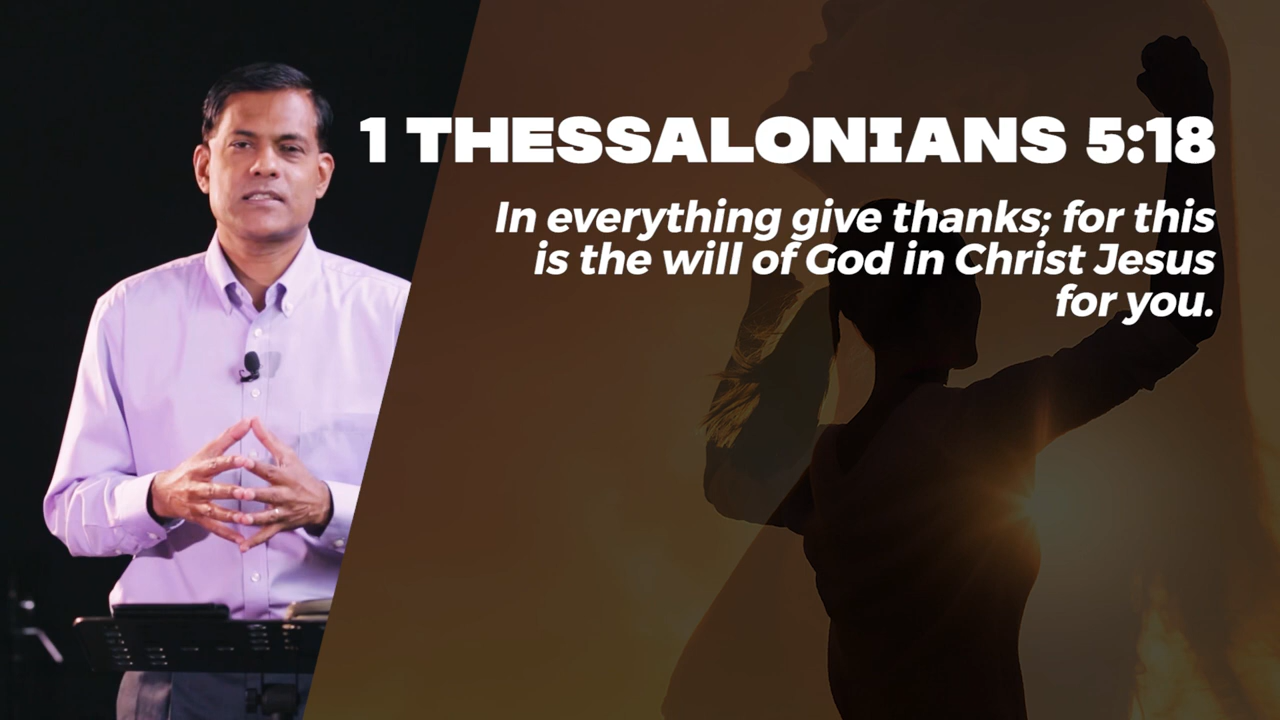 1 THESSALONIANS 5:18
In everything give thanks; for this
is the will of God in Christ Jesus
for you.